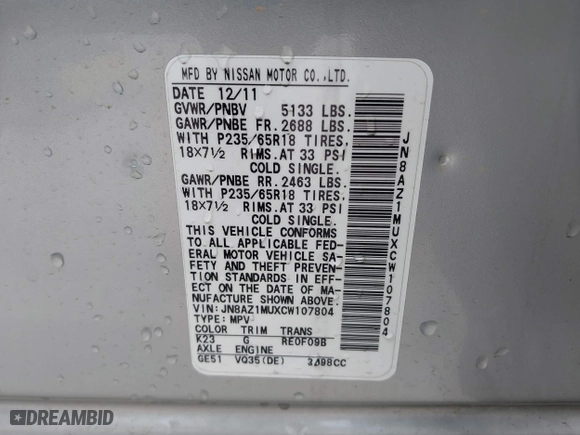 MFD BY NISSAN MOTOR CO.,LTD.
DATE 12/11
GVWR/PNBV 5133 LBS.
GAWR/PNBE FR. 2688 LBS.
WITH P235/65R18 TIRES,
18X7½ RIMS.AT 33 PSI
COLD SINGLE.
GAWR/PNBE RR. 2463 LBS.
WITH P235/65R18 TIRES,
18X7½ RIMS.AT 33 PSI
COLD SINGLE.
THIS VEHICLE CONFORMS
TO ALL APPLICABLE FED-
ERAL MOTOR VEHICLE SA-
FETY AND THEFT PREVEN-
TION STANDARDS IN EFF-
ECT ON THE DATE OF MA-
NUFACTURE SHOWN ABOVE.
VIN:JN8AZ1MUXCW107804
TYPE:MPV
COLOR TRIM TRANS
K23 G RE0F09B
AXLE ENGINE
GE51 VQ35(DE) 3498CC
JN8AZ1MUXCW107804
DREAMBID